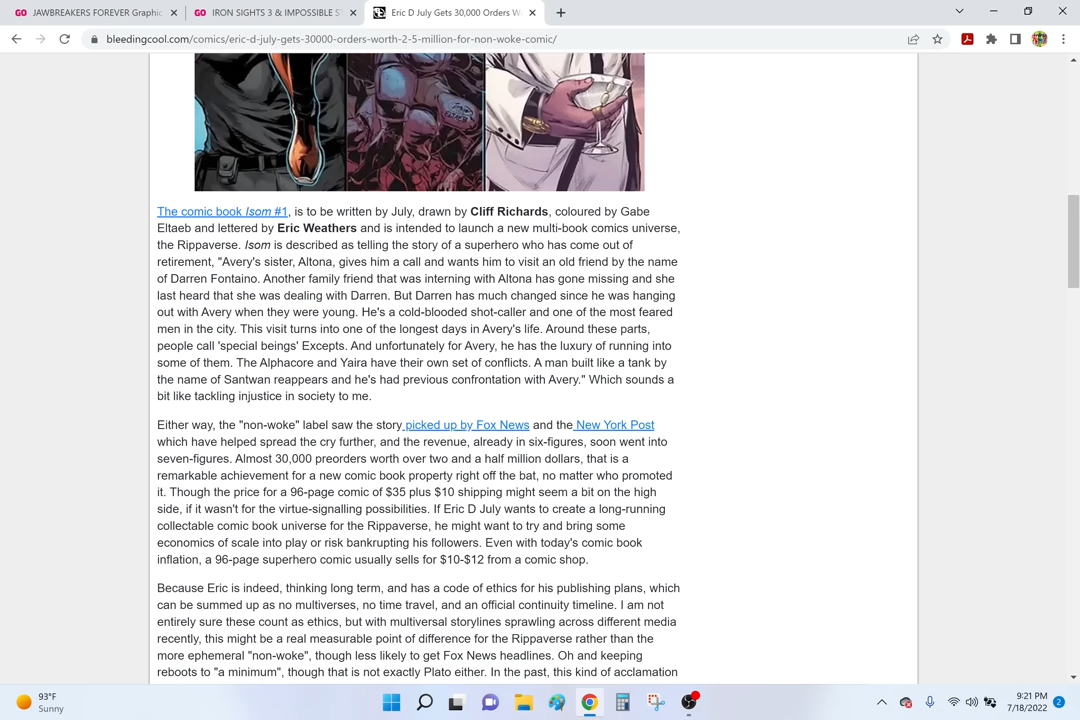 JAWBREAKERS FOREVER Graphic
IRON SIGHTS 3 & IMPOSSIBLE S
Eric D July Gets 30,000 Orders W
bleedingcool.com/comics/eric-d-july-gets-30000-orders-worth-2-5-million-for-non-woke-comic/
The comic book Isom #1, is to be written by July, drawn by Cliff Richards, coloured by Gabe
Eltaeb and lettered by Eric Weathers and is intended to launch a new multi-book comics universe,
the Rippaverse. Isom is described as telling the story of a superhero who has come out of
retirement, "Avery's sister, Altona, gives him a call and wants him to visit an old friend by the name
of Darren Fontaino. Another family friend that was interning with Altona has gone missing and she
last heard that she was dealing with Darren. But Darren has much changed since he was hanging
out with Avery when they were young. He's a cold-blooded shot-caller and one of the most feared
men in the city. This visit turns into one of the longest days in Avery's life. Around these parts,
people call 'special beings' Excepts. And unfortunately for Avery, he has the luxury of running into
some of them. The Alphacore and Yaira have their own set of conflicts. A man built like a tank by
the name of Santwan reappears and he's had previous confrontation with Avery." Which sounds a
bit like tackling injustice in society to me.
Either way, the "non-woke" label saw the story picked up by Fox News and the New York Post
which have helped spread the cry further, and the revenue, already in six-figures, soon went into
seven-figures. Almost 30,000 preorders worth over two and a half million dollars, that is a
remarkable achievement for a new comic book property right off the bat, no matter who promoted
it. Though the price for a 96-page comic of $35 plus $10 shipping might seem a bit on the high
side, if it wasn't for the virtue-signalling possibilities. If Eric D July wants to create a long-running
collectable comic book universe for the Rippaverse, he might want to try and bring some
economics of scale into play or risk bankrupting his followers. Even with today's comic book
inflation, a 96-page superhero comic usually sells for $10-$12 from a comic shop.
Because Eric is indeed, thinking long term, and has a code of ethics for his publishing plans, which
can be summed up as no multiverses, no time travel, and an official continuity timeline. I am not
entirely sure these count as ethics, but with multiversal storylines sprawling across different media
recently, this might be a real measurable point of difference for the Rippaverse rather than the
more ephemeral "non-woke", though less likely to get Fox News headlines. Oh and keeping
reboots to "a minimum", though that is not exactly Plato either. In the past, this kind of acclamation
93°F
Sunny
9:21 PM
7/18/2022
2